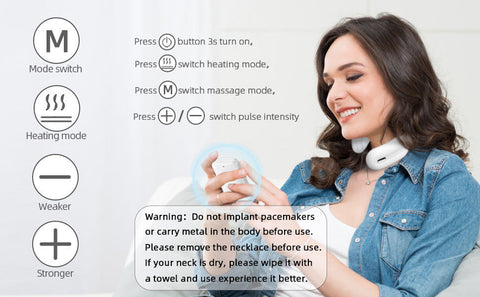 M
Mode switch
Heating mode
Weaker
Stronger
Press button 3s turn on,
Press switch heating mode,
Press M switch massage mode,
Press + / − switch pulse intensity
Warning: Do not implant pacemakers
or carry metal in the body before use.
Please remove the necklace before use.
If your neck is dry, please wipe it with
a towel and use experience it better.